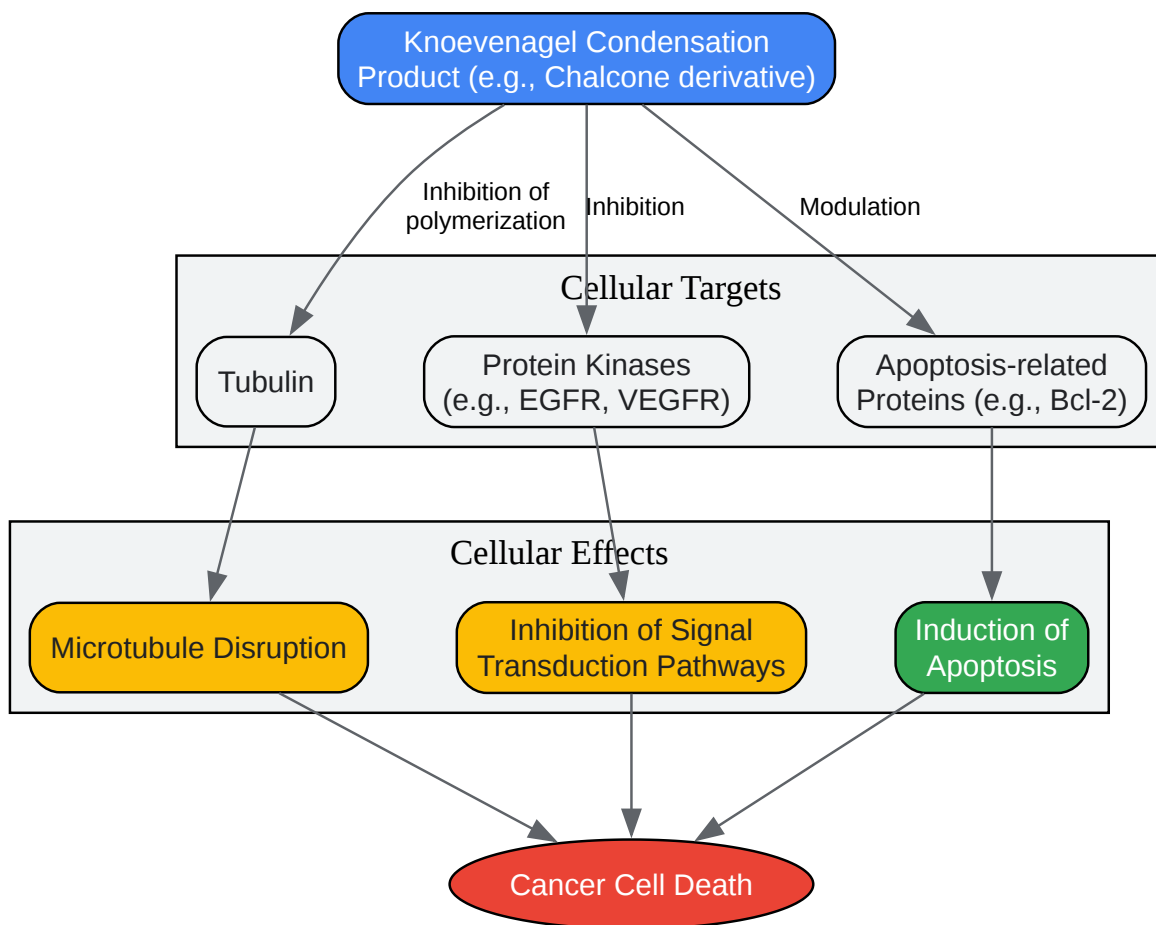 Knoevenagel Condensation
Product (e.g., Chalcone derivative)
Inhibition of
polymerization
Inhibition
Modulation
Cellular Targets
Tubulin
Protein Kinases
(e.g., EGFR, VEGFR)
Apoptosis-related
Proteins (e.g., Bcl-2)
Cellular Effects
Microtubule Disruption
Inhibition of Signal
Transduction Pathways
Induction of
Apoptosis
Cancer Cell Death